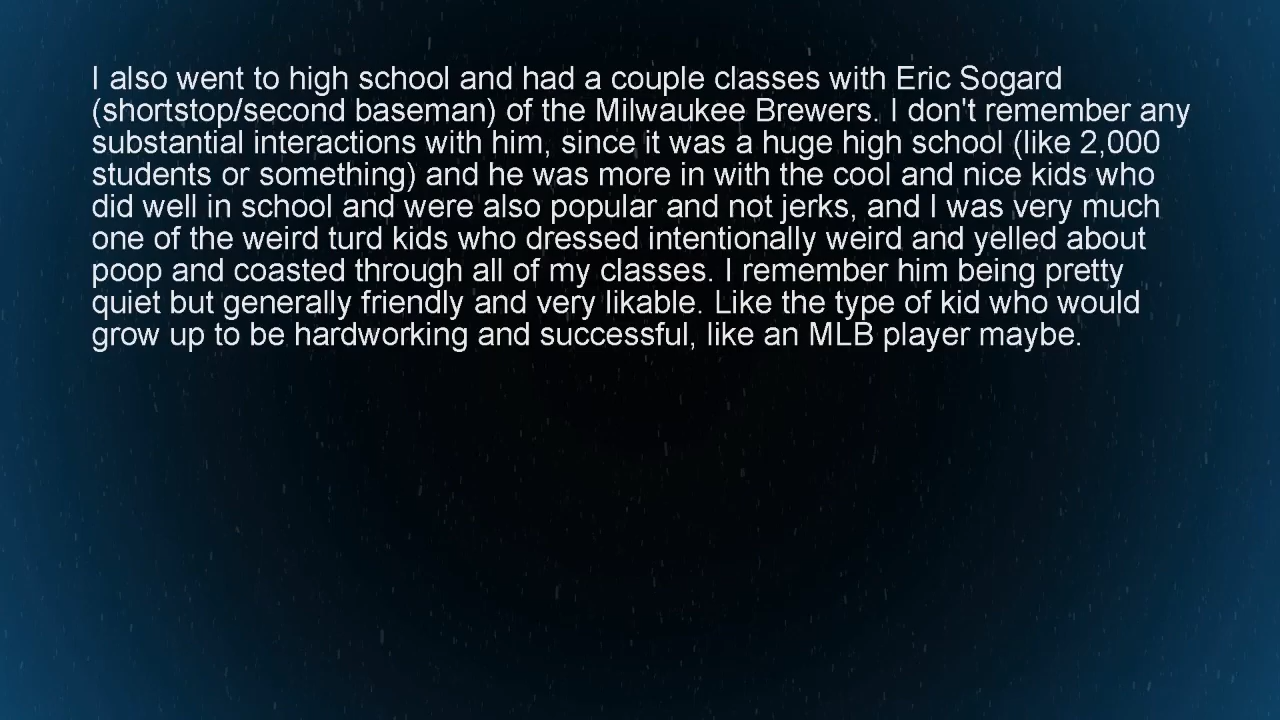 I also went to high school and had a couple classes with Eric Sogard
(shortstop/second baseman) of the Milwaukee Brewers. I don't remember any
substantial interactions with him, since it was a huge high school (like 2,000
students or something) and he was more in with the cool and nice kids who
did well in school and were also popular and not jerks, and I was very much
one of the weird turd kids who dressed intentionally weird and yelled about
poop and coasted through all of my classes. I remember him being pretty
quiet but generally friendly and very likable. Like the type of kid who would
grow up to be hardworking and successful, like an MLB player maybe.